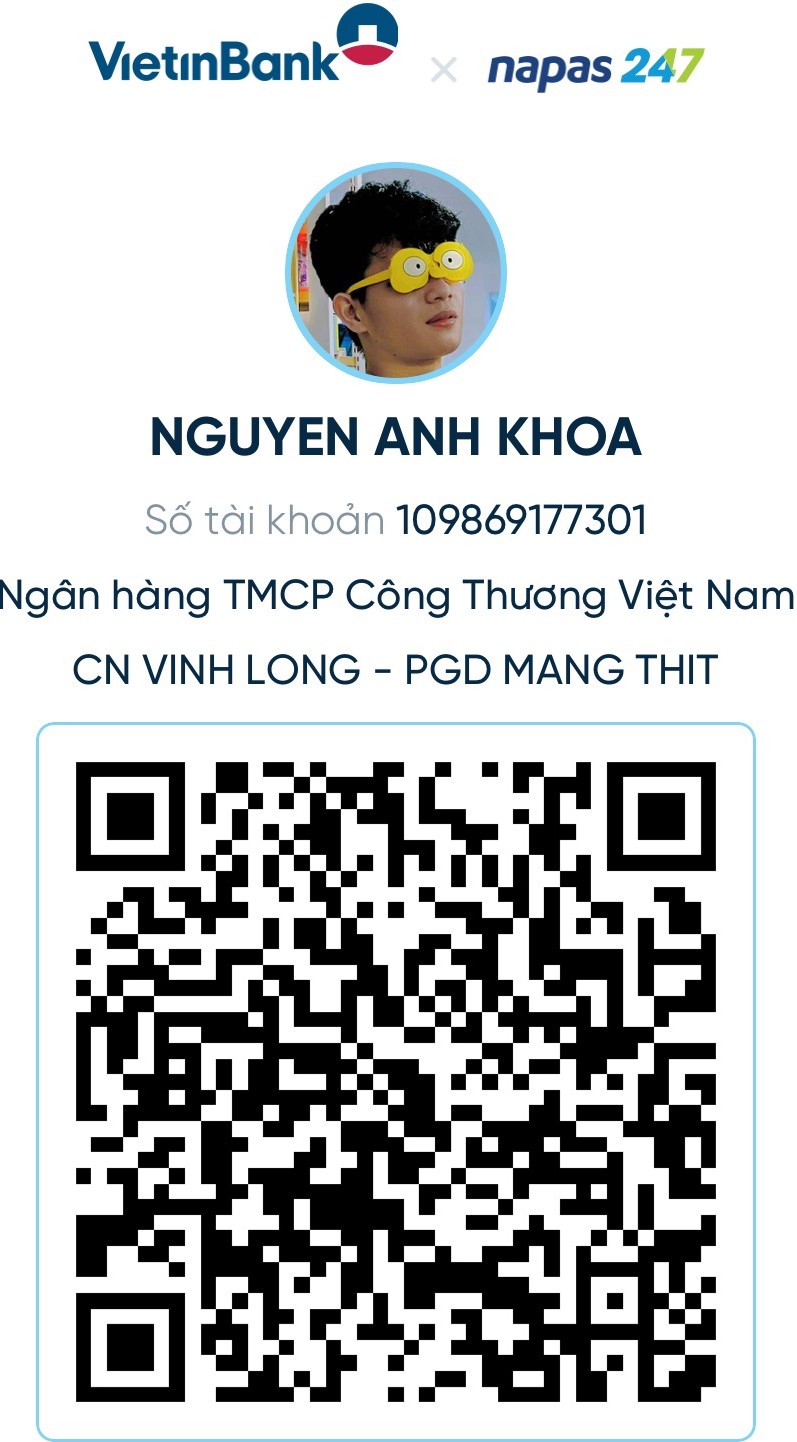 VietinBank × napas 247
NGUYEN ANH KHOA
Số tài khoản 109869177301
Ngân hàng TMCP Công Thương Việt Nam
CN VINH LONG - PGD MANG THIT